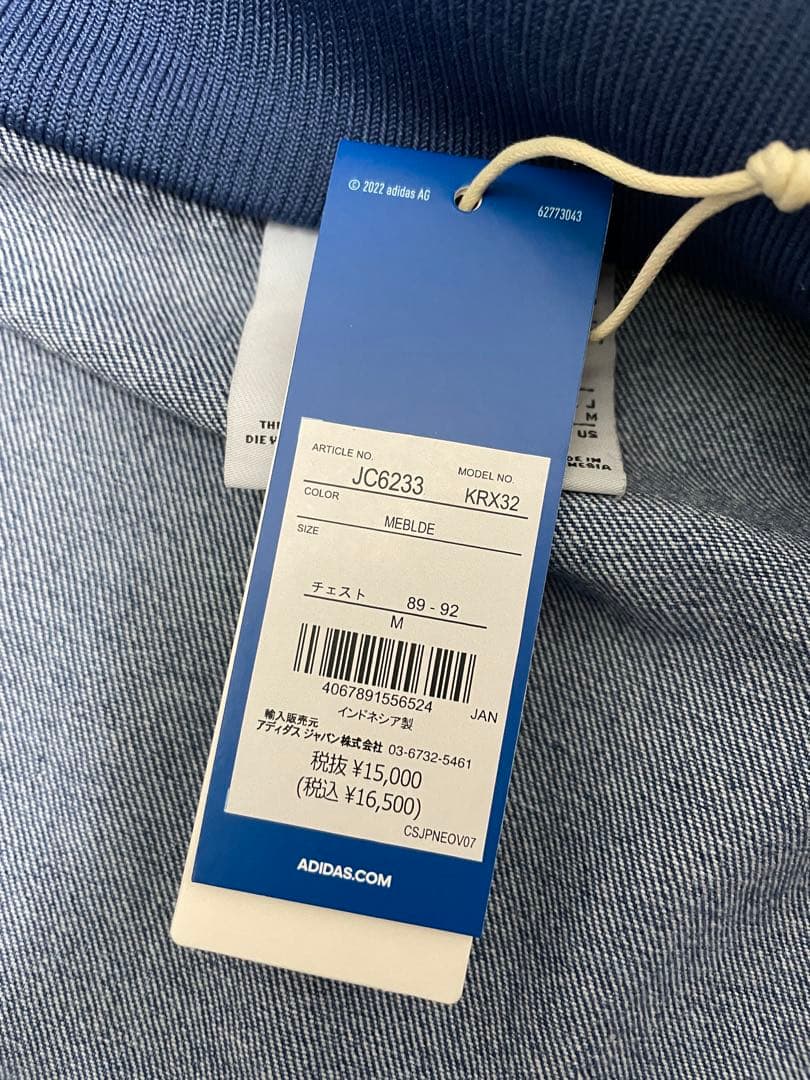 © 2022 adidas AG
62773043
ARTICLE NO.
JC6233
MODEL NO.
KRX32
COLOR
MEBLDE
SIZE
チェスト 89 - 92
M
4067891556524
JAN
インドネシア製
輸入販売元
アディダス ジャパン株式会社 03-6732-5461
税抜 ¥15,000
(税込 ¥16,500)
CSJPNEOV07
ADIDAS.COM
DIE
J
M
US